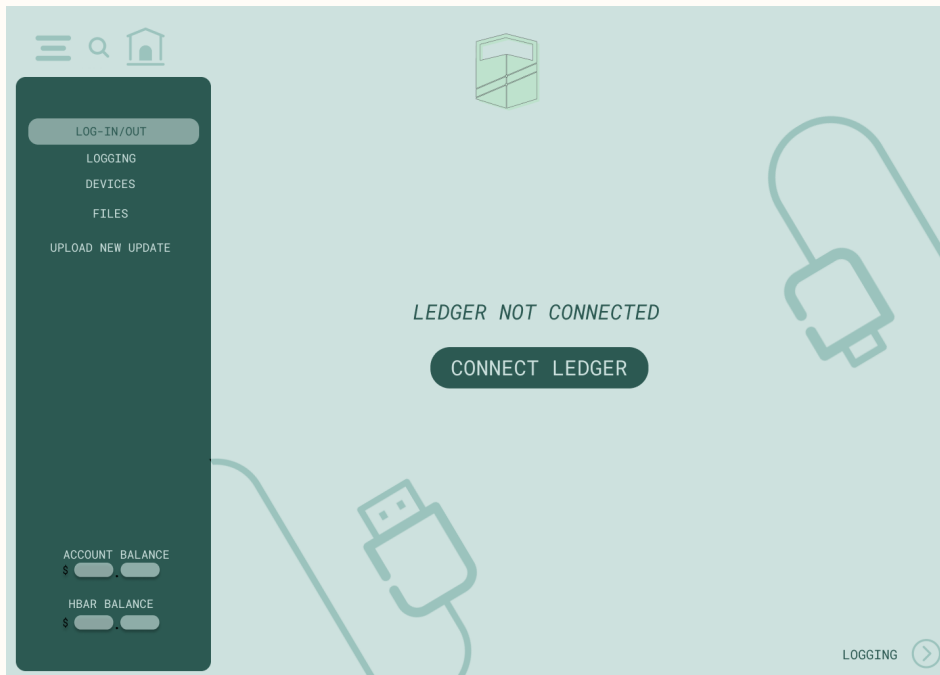 LOG-IN/OUT
LOGGING
DEVICES
FILES
UPLOAD NEW UPDATE
LEDGER NOT CONNECTED
CONNECT LEDGER
ACCOUNT BALANCE
$ .
HBAR BALANCE
$ .
LOGGING